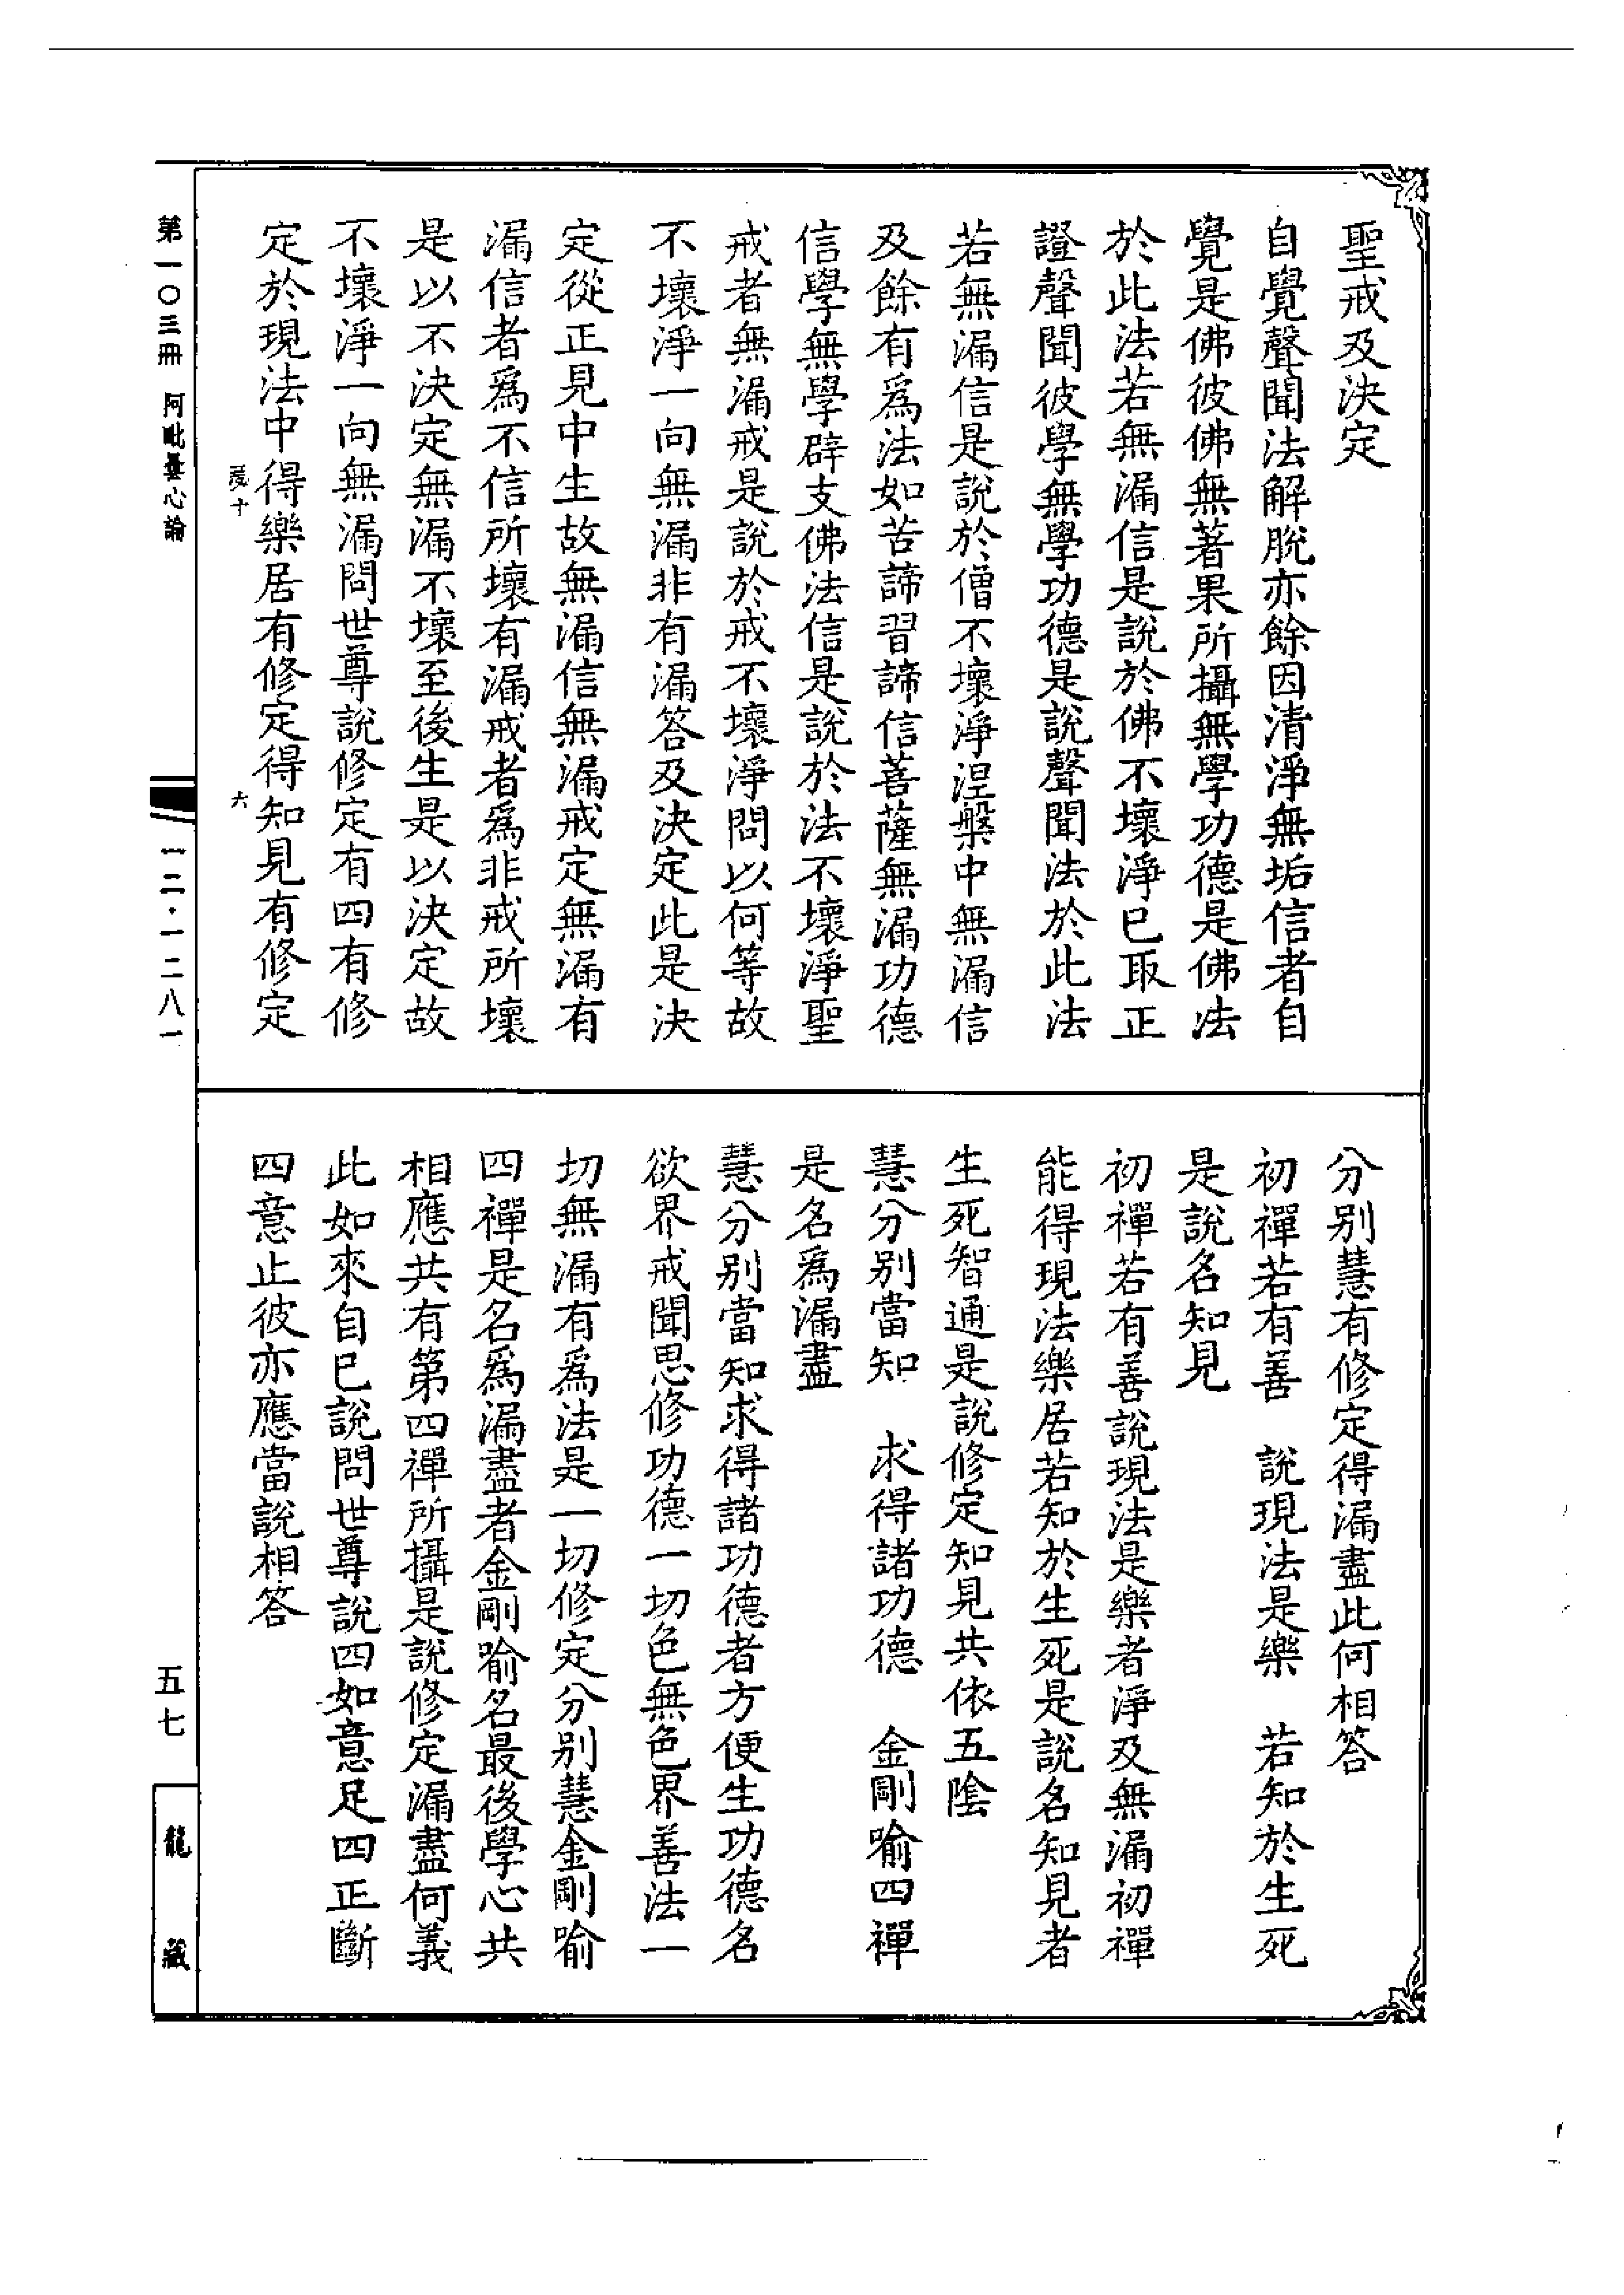 聖戒及決定
自覺聲聞法解脫亦餘因清淨無垢信者自
覺是佛彼佛無著果所攝無學功德是佛法
於此法若無漏信是說於佛不壞淨已取正
證聲聞彼學無學功德是說聲聞法於此法
若無漏信是說於僧不壞淨涅槃中無漏信
及餘有為法如苦諦習諦信菩薩無漏功德
信學無學辟支佛法信是說於法不壞淨聖
戒者無漏戒是說於戒不壞淨問以何等故
不壞淨一向無漏非有漏答及決定此是決
定從正見中生故無漏信無漏戒定無漏有
漏信者為不信所壞有漏戒者為非戒所壞
是以不決定無漏不壞至後生是以決定故
不壞淨一向無漏問世尊說修定有四有修
定於現法中得樂居有修定得知見有修定
分別慧有修定得漏盡此何相答
初禪若有善　說現法是樂　若知於生死
是說名知見
初禪若有善說現法是樂者淨及無漏初禪
能得現法樂居若知於生死是說名知見者
生死智通是說修定知見共依五陰
慧分別當知　求得諸功德　金剛喻四禪
是名為漏盡
慧分別當知求得諸功德者方便生功德名
欲界戒聞思修功德一切色無色界善法一
切無漏有為法是一切修定分別慧金剛喻
四禪是名為漏盡者金剛喻名最後學心共
相應共有第四禪所攝是說修定漏盡何義
此如來自已說問世尊說四如意足四正斷
四意止彼亦應當說相答
第一〇三冊　阿毗曇心論
十
六
一二·一二八一
五七
龍藏